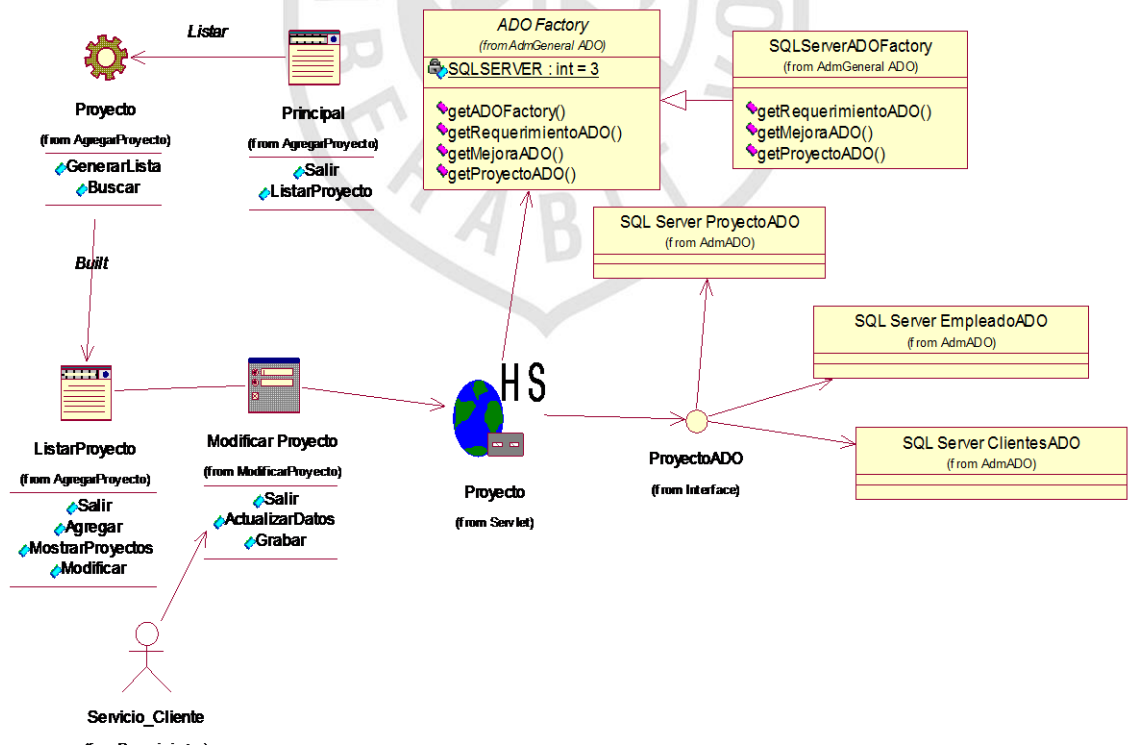 Listar
Proyecto
(from AgregarProyecto)
GenerarLista
Buscar
Principal
(from AgregarProyecto)
Salir
ListarProyecto
ADO Factory
(from AdmGeneral ADO)
SQLSERVER : int = 3
getADOFactory()
getRequerimientoADO()
getMejoraADO()
getProyectoADO()
SQLServerADOFactory
(from AdmGeneral ADO)
getRequerimientoADO()
getMejoraADO()
getProyectoADO()
Built
SQL Server ProyectoADO
(from AdmADO)
SQL Server EmpleadoADO
(from AdmADO)
SQL Server ClientesADO
(from AdmADO)
ListarProyecto
(from AgregarProyecto)
Salir
Agregar
MostrarProyectos
Modificar
Modificar Proyecto
(from ModificarProyecto)
Salir
ActualizarDatos
Grabar
HS
Proyecto
(from Servlet)
ProyectoADO
(from Interface)
Servicio_Cliente
HABI